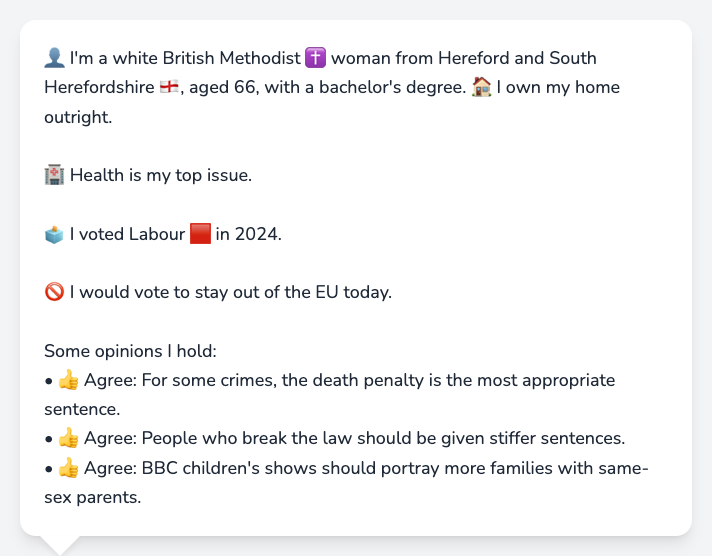 👤 I'm a white British Methodist ✝️ woman from Hereford and South
Herefordshire 🏴󠁧󠁢󠁥󠁮󠁧󠁿, aged 66, with a bachelor's degree. 🏠 I own my home
outright.
🏥 Health is my top issue.
🗳️ I voted Labour 🟥 in 2024.
🚫 I would vote to stay out of the EU today.
Some opinions I hold:
• 👍 Agree: For some crimes, the death penalty is the most appropriate
sentence.
• 👍 Agree: People who break the law should be given stiffer sentences.
• 👍 Agree: BBC children's shows should portray more families with same-
sex parents.